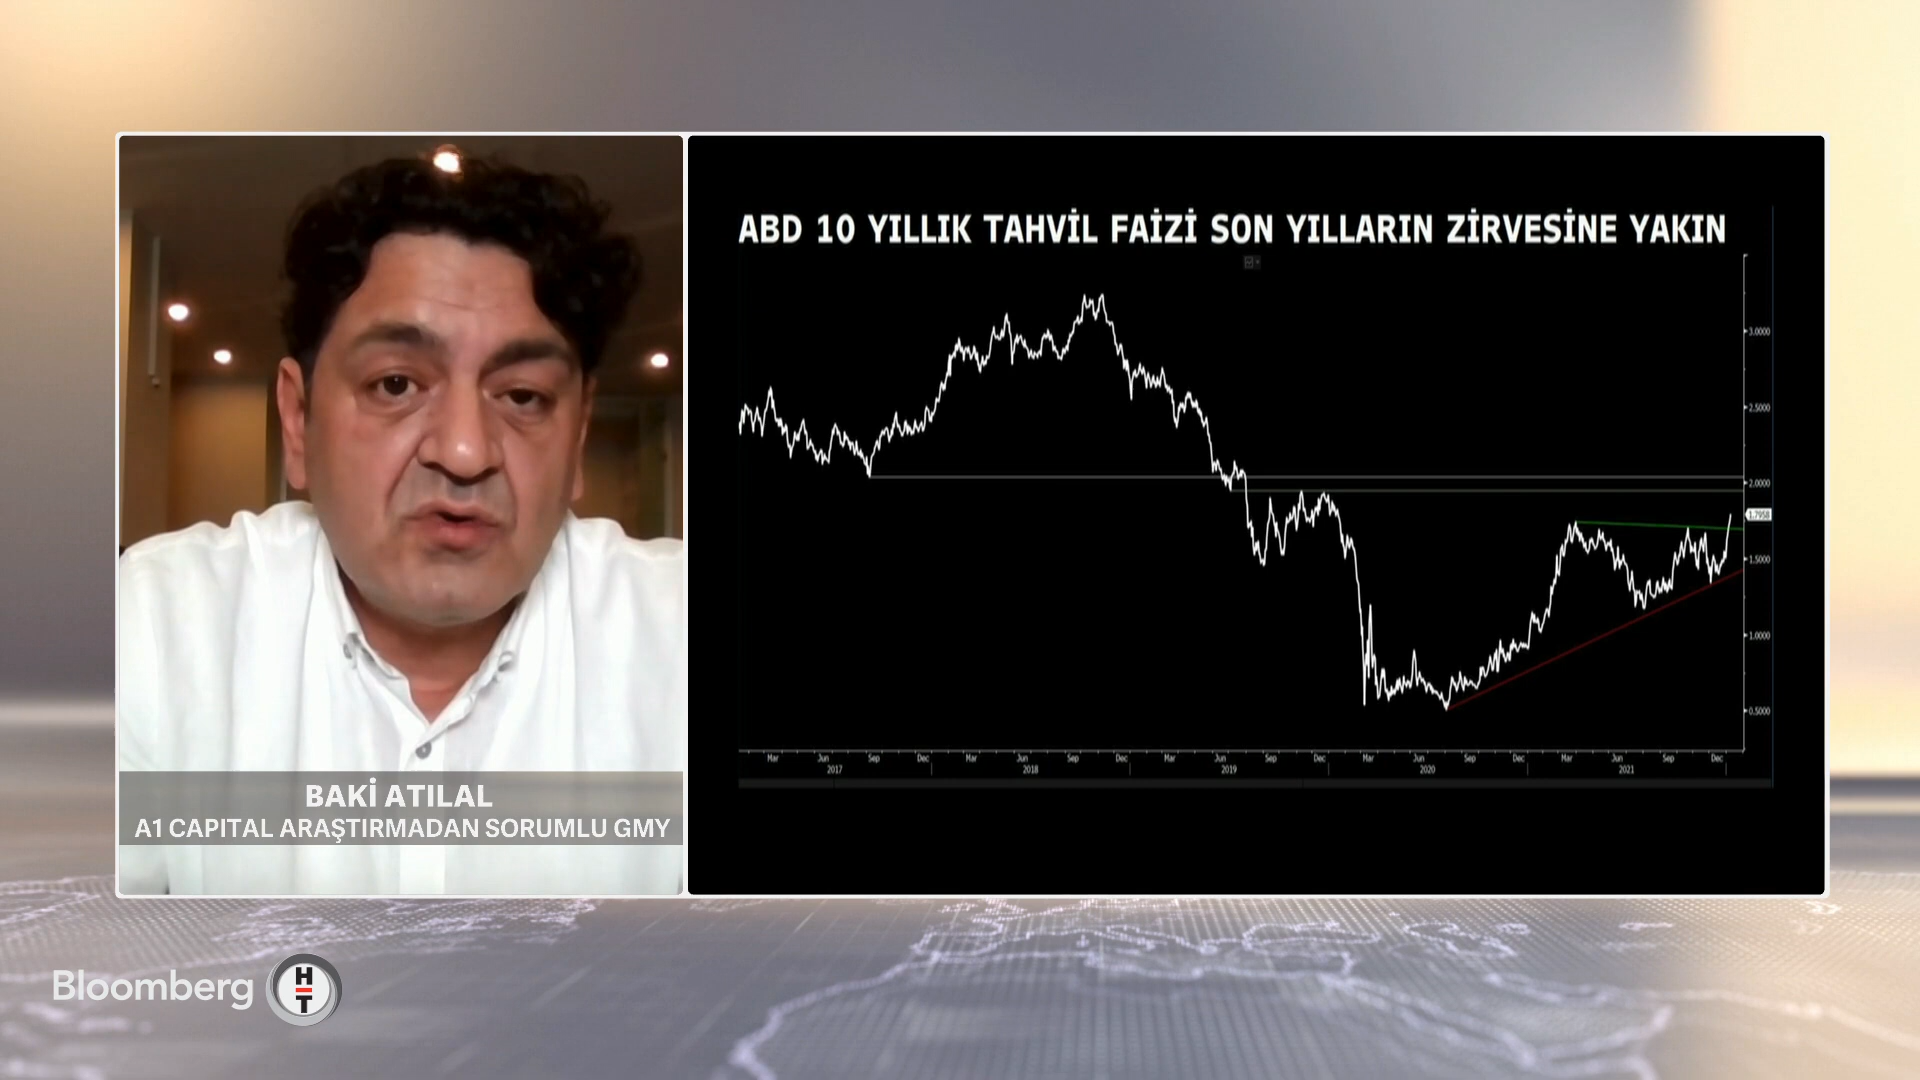 ABD 10 YILLIK TAHVİL FAİZİ SON YILLARIN ZİRVESİNE YAKIN
3.0000
2.5000
2.0000
1.7958
1.5000
1.0000
0.5000
Mar Jun Sep Dec Mar Jun Sep Dec Mar Jun Sep Dec Mar Jun Sep Dec Mar Jun Sep Dec
2017 2018 2019 2020 2021
BAKİ ATILAL
A1 CAPITAL ARAŞTIRMADAN SORUMLU GMY
Bloomberg HT